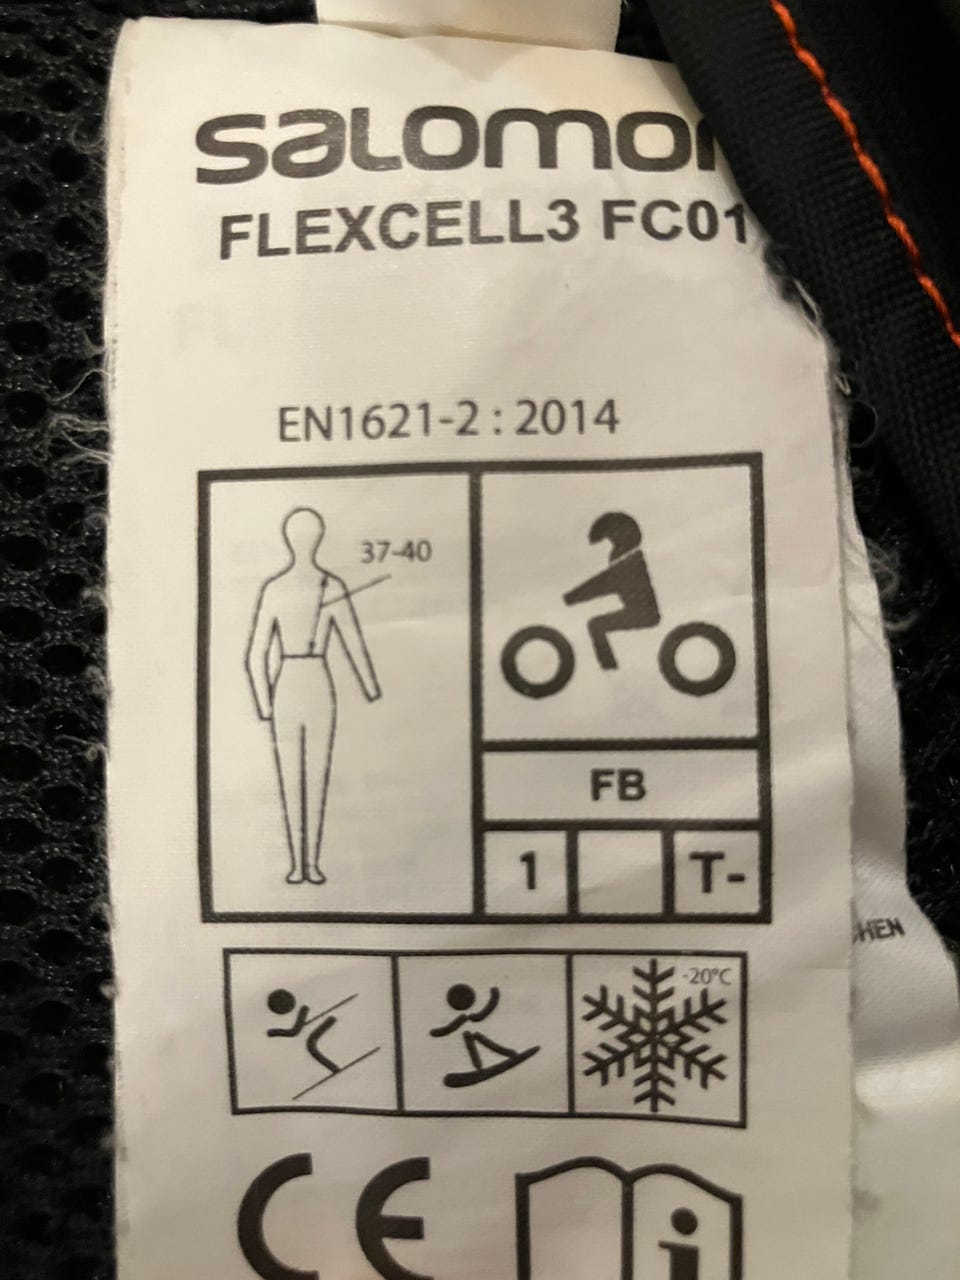 salomon
FLEXCELL3 FC01
EN1621-2 : 2014
37-40
FB
1
T-
-20°C
CE
i